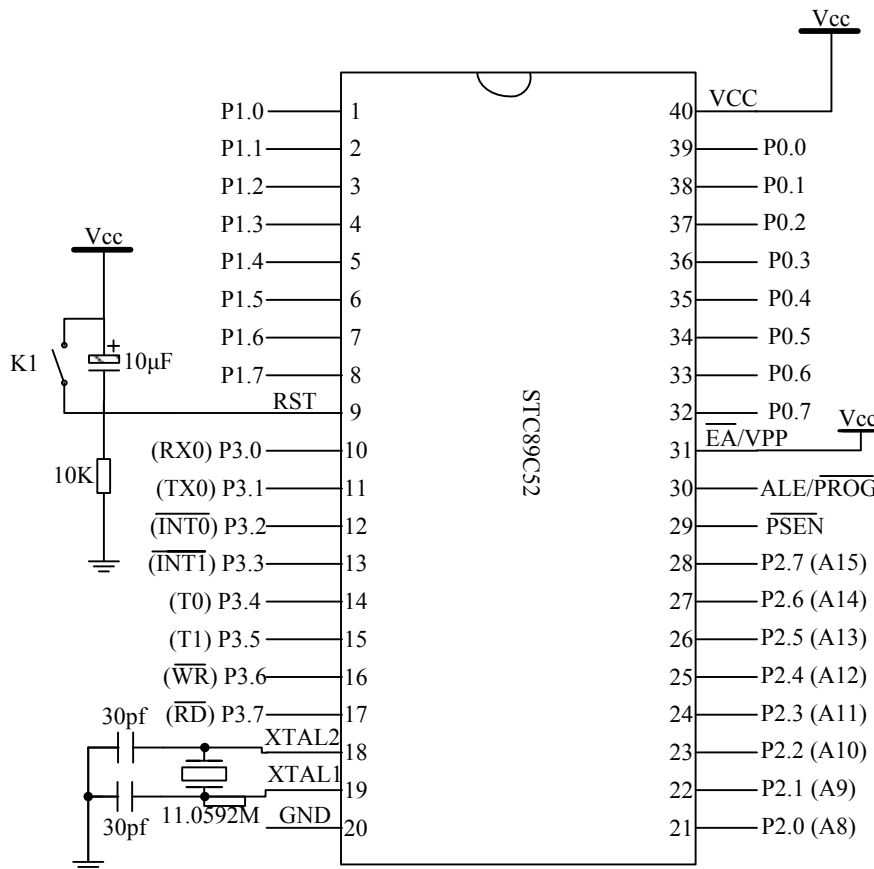 Vcc
P1.0 1 40 VCC
P1.1 2 39 P0.0
P1.2 3 38 P0.1
P1.3 4 37 P0.2
Vcc
P1.4 5 36 P0.3
P1.5 6 35 P0.4
P1.6 7 34 P0.5
K1 + 10μF
P1.7 8 33 P0.6
RST 9 32 P0.7
Vcc
STC89C52
(RX0) P3.0 10 31 E̅A̅/VPP
10K
(TX0) P3.1 11 30 ALE/P̅R̅O̅G̅
(I̅N̅T̅0̅) P3.2 12 29 P̅S̅E̅N̅
(I̅N̅T̅1̅) P3.3 13 28 P2.7 (A15)
(T0) P3.4 14 27 P2.6 (A14)
(T1) P3.5 15 26 P2.5 (A13)
(W̅R̅) P3.6 16 25 P2.4 (A12)
(R̅D̅) P3.7 17 24 P2.3 (A11)
30pf
XTAL2 18 23 P2.2 (A10)
XTAL1 19 22 P2.1 (A9)
30pf 11.0592M
GND 20 21 P2.0 (A8)